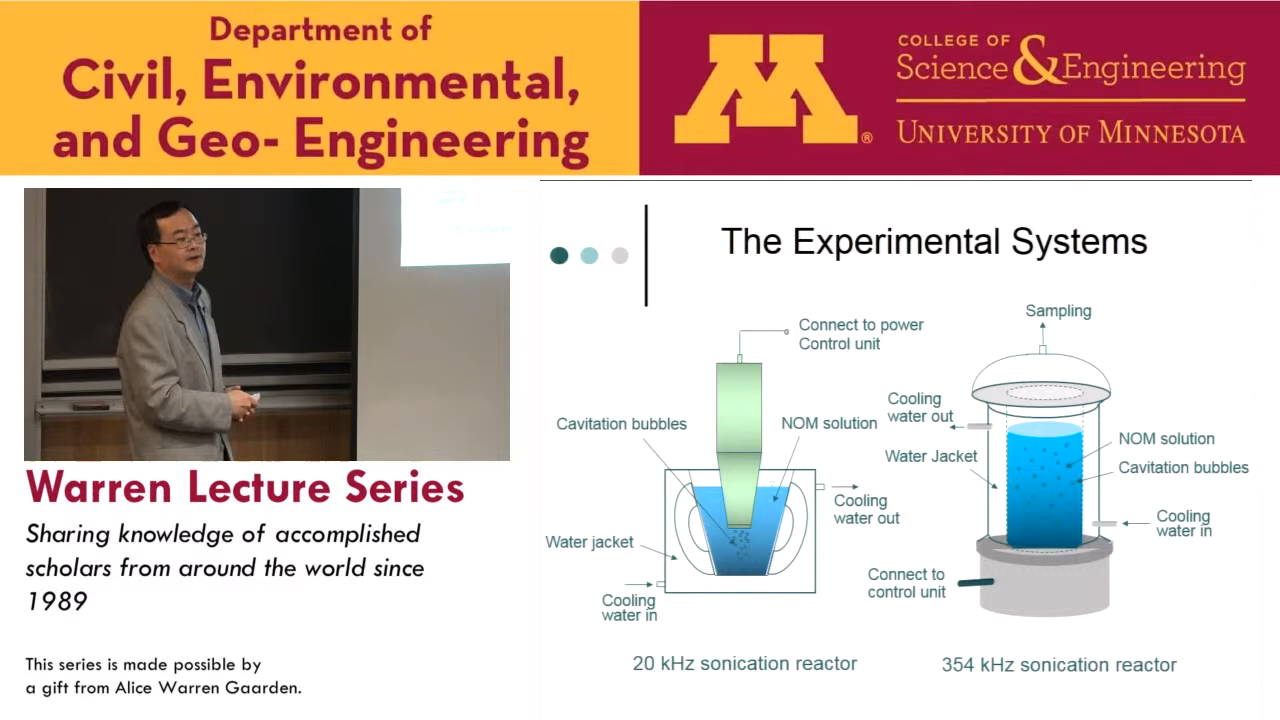 Department of
Civil, Environmental,
and Geo- Engineering
M®
COLLEGE OF
Science & Engineering
UNIVERSITY OF MINNESOTA
Warren Lecture Series
Sharing knowledge of accomplished
scholars from around the world since
1989
This series is made possible by
a gift from Alice Warren Gaarden.
The Experimental Systems
Connect to power
Control unit
Cavitation bubbles
NOM solution
Cooling
water out
Water jacket
Cooling
water in
20 kHz sonication reactor
Sampling
Cooling
water out
Water Jacket
NOM solution
Cavitation bubbles
Cooling
water in
Connect to
control unit
354 kHz sonication reactor